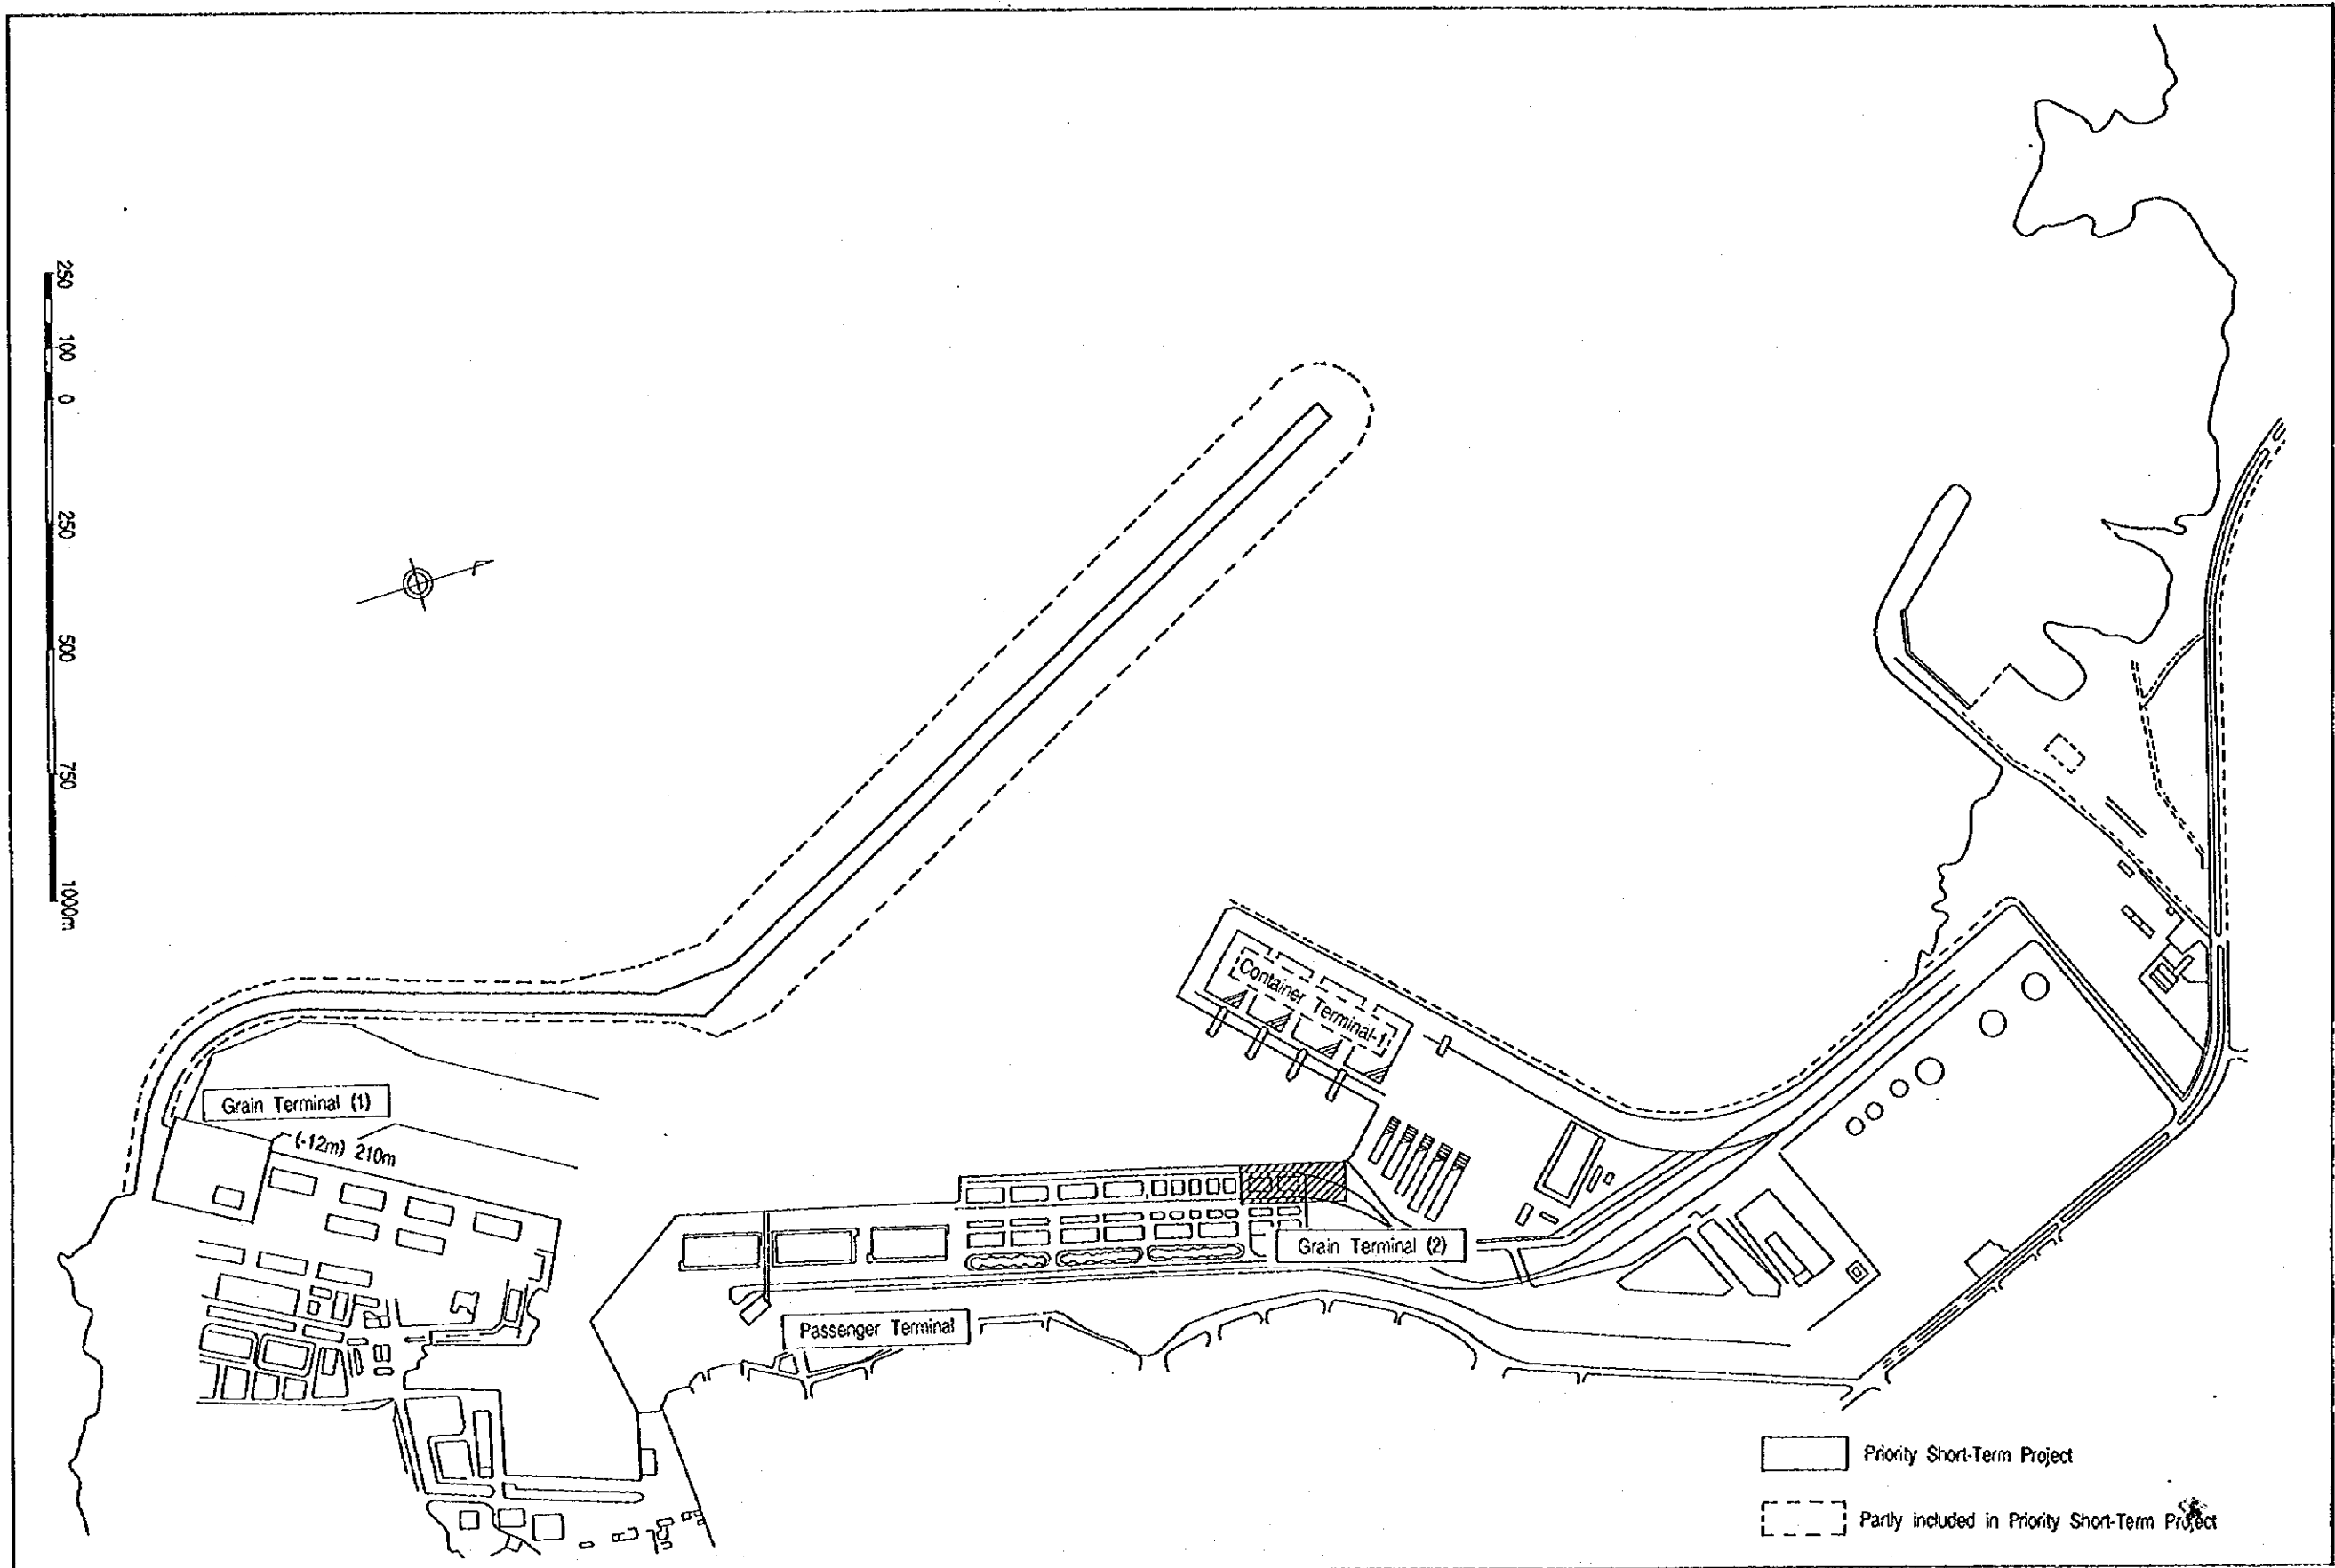 250
100
0
250
500
750
1000m
Container Terminal-1
Grain Terminal (1)
(-12m) 210m
Grain Terminal (2)
Passenger Terminal
Priority Short-Term Project
Partly included in Priority Short-Term Project